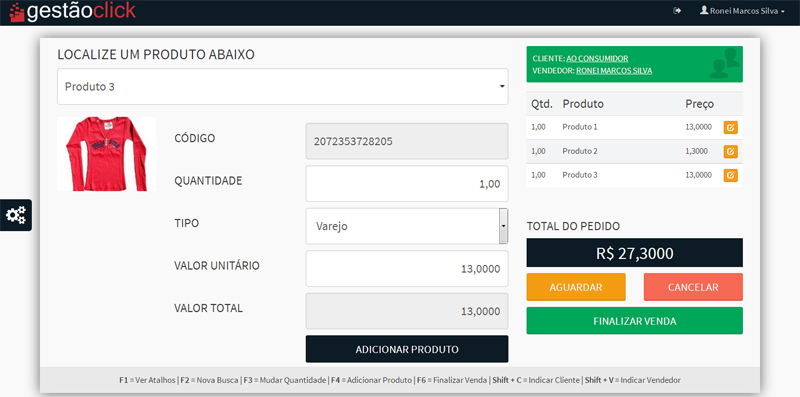 gestãoclick
Ronei Marcos Silva
LOCALIZE UM PRODUTO ABAIXO
Produto 3
CÓDIGO
2072353728205
QUANTIDADE
1,00
TIPO
Varejo
VALOR UNITÁRIO
13,0000
VALOR TOTAL
13,0000
ADICIONAR PRODUTO
CLIENTE: AO CONSUMIDOR
VENDEDOR: RONEI MARCOS SILVA
Qtd. Produto Preço
1,00 Produto 1 13,0000
1,00 Produto 2 1,3000
1,00 Produto 3 13,0000
TOTAL DO PEDIDO
R$ 27,3000
AGUARDAR
CANCELAR
FINALIZAR VENDA
F1 = Ver Atalhos | F2 = Nova Busca | F3 = Mudar Quantidade | F4 = Adicionar Produto | F6 = Finalizar Venda | Shift + C = Indicar Cliente | Shift + V = Indicar Vendedor